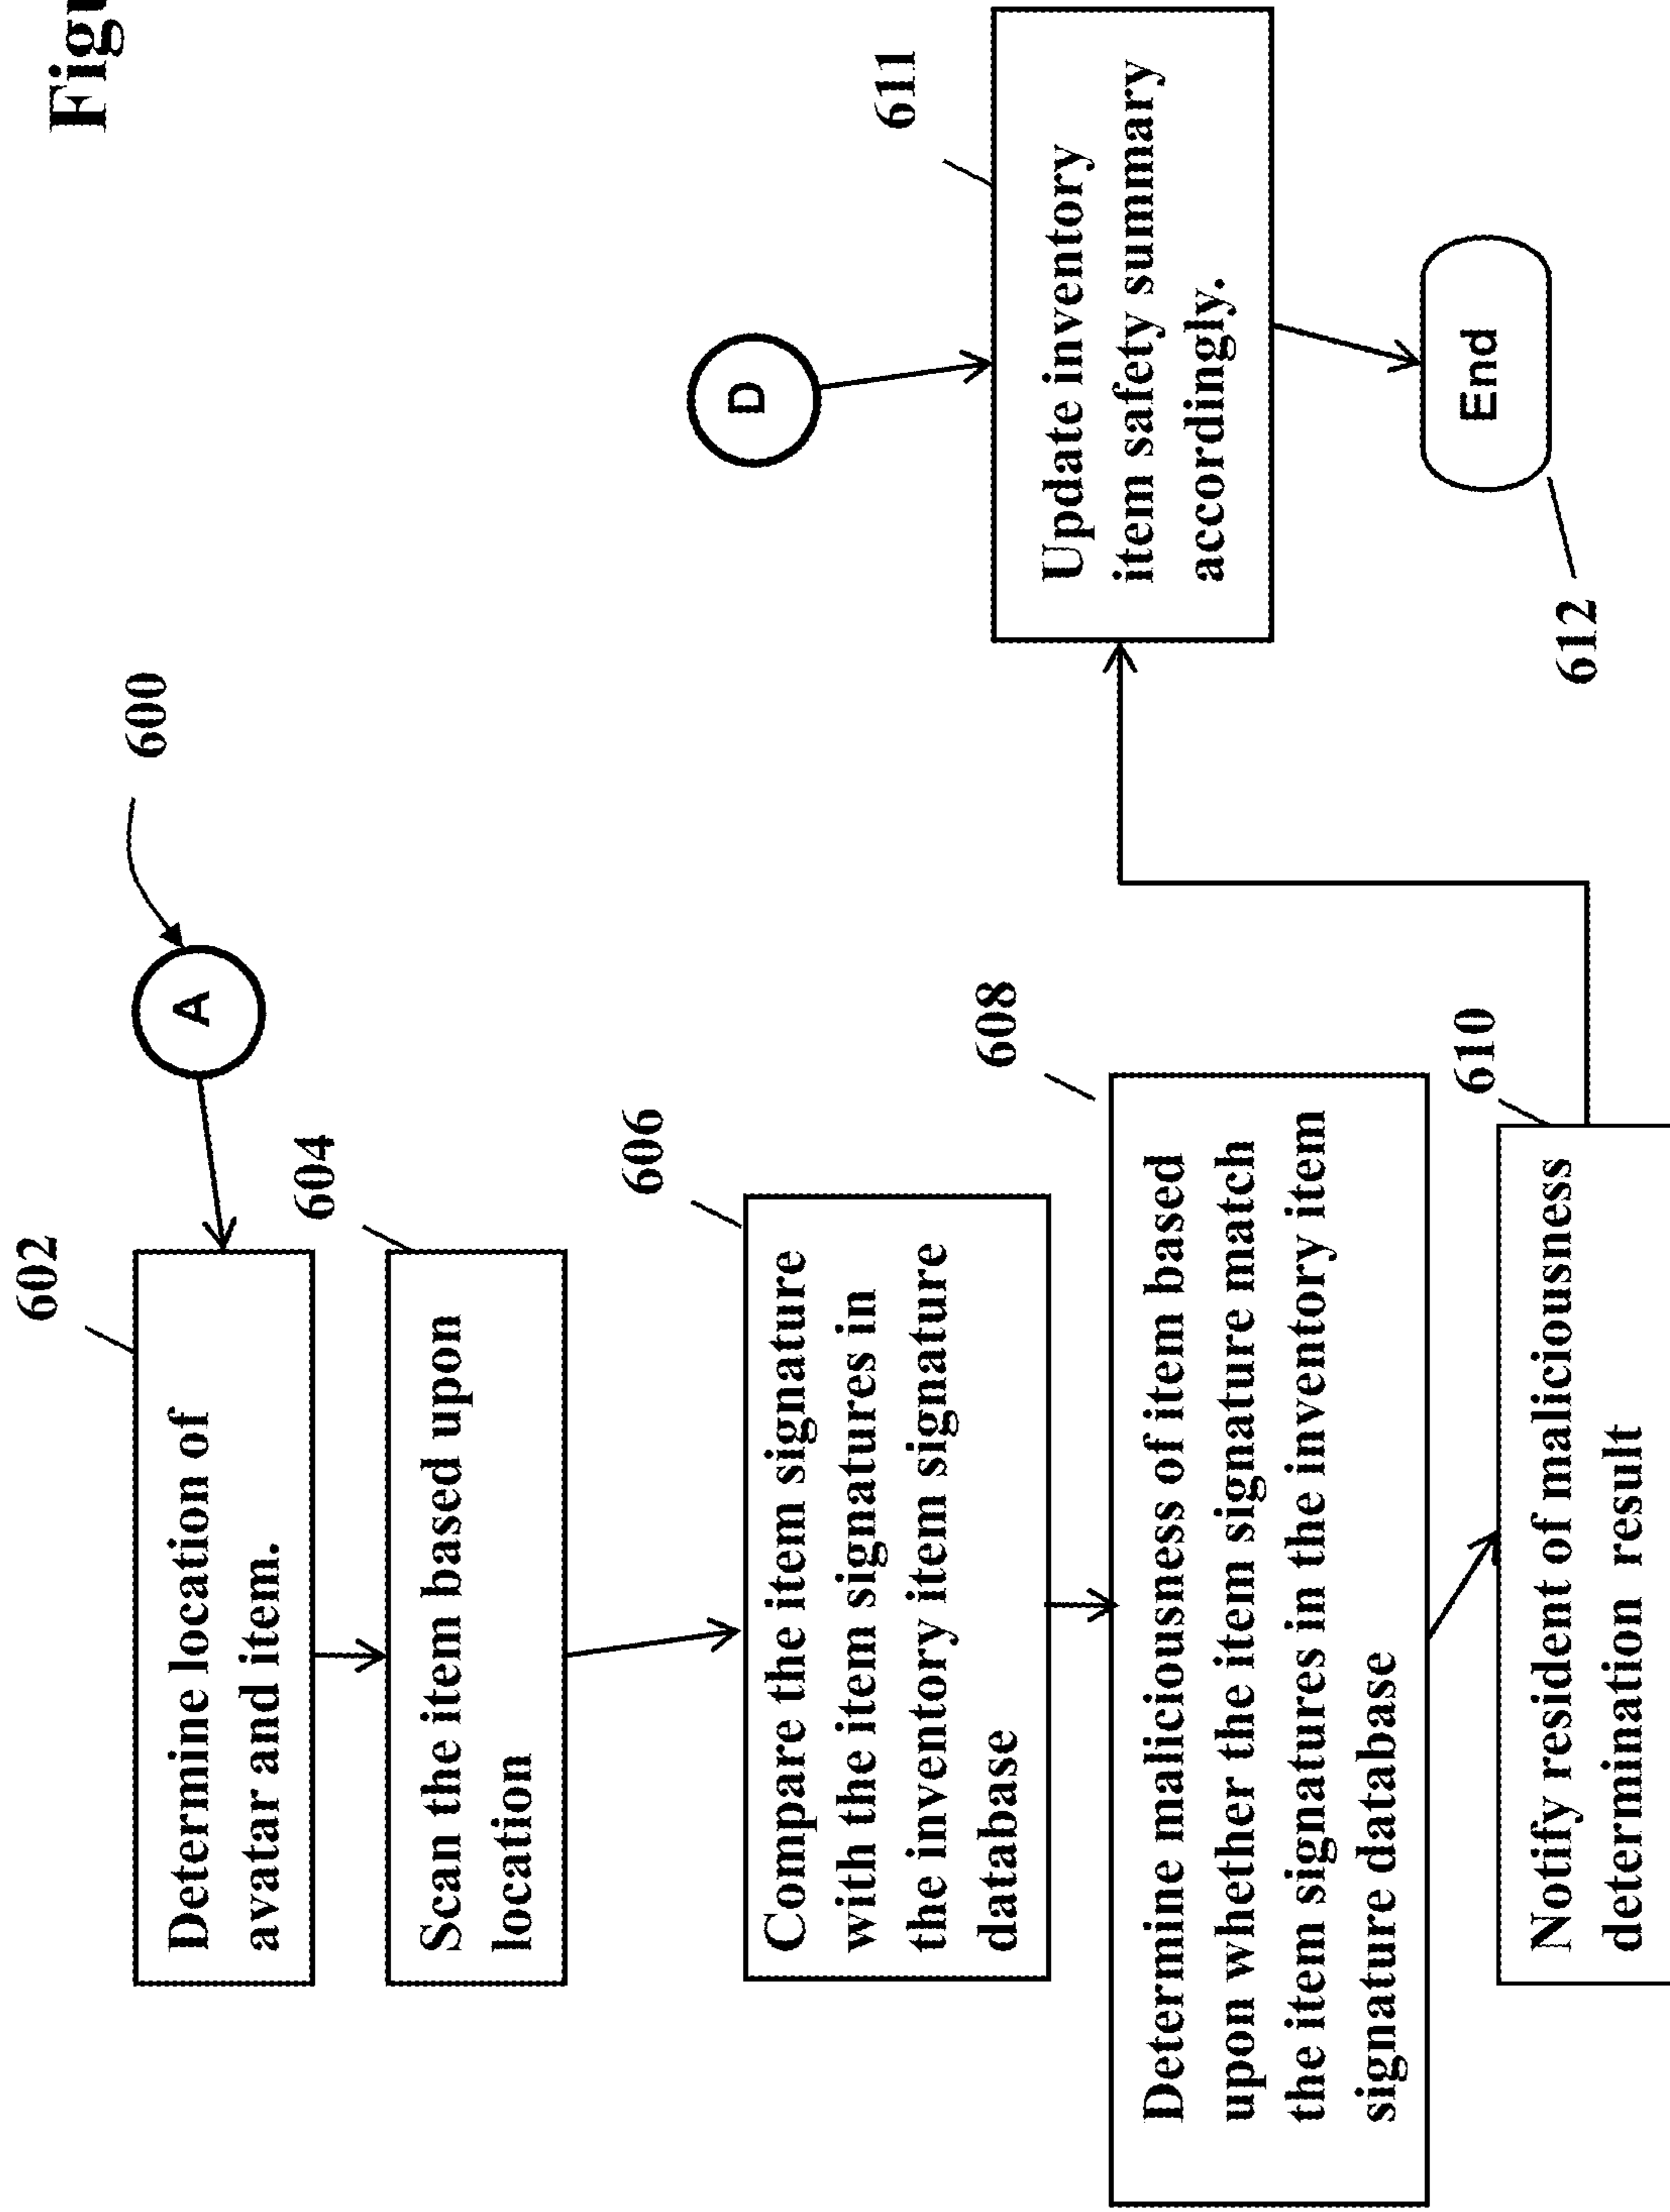 Figu
600
A
602
Determine location of
avatar and item.
604
Scan the item based upon
location
606
Compare the item signature
with the item signatures in
the inventory item signature
database
608
Determine maliciousness of item based
upon whether the item signature match
the item signatures in the inventory item
signature database
610
Notify resident of maliciousness
determination result
D
611
Update inventory
item safety summary
accordingly.
End
612